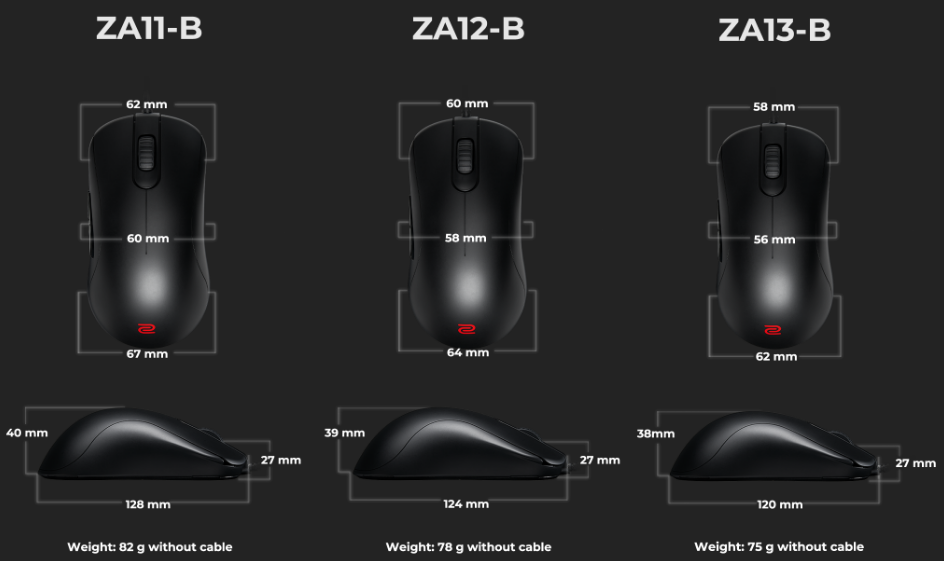 ZA11-B
ZA12-B
ZA13-B
62 mm
60 mm
58 mm
60 mm
58 mm
56 mm
67 mm
64 mm
62 mm
40 mm
27 mm
39 mm
27 mm
38mm
27 mm
128 mm
124 mm
120 mm
Weight: 82 g without cable
Weight: 78 g without cable
Weight: 75 g without cable